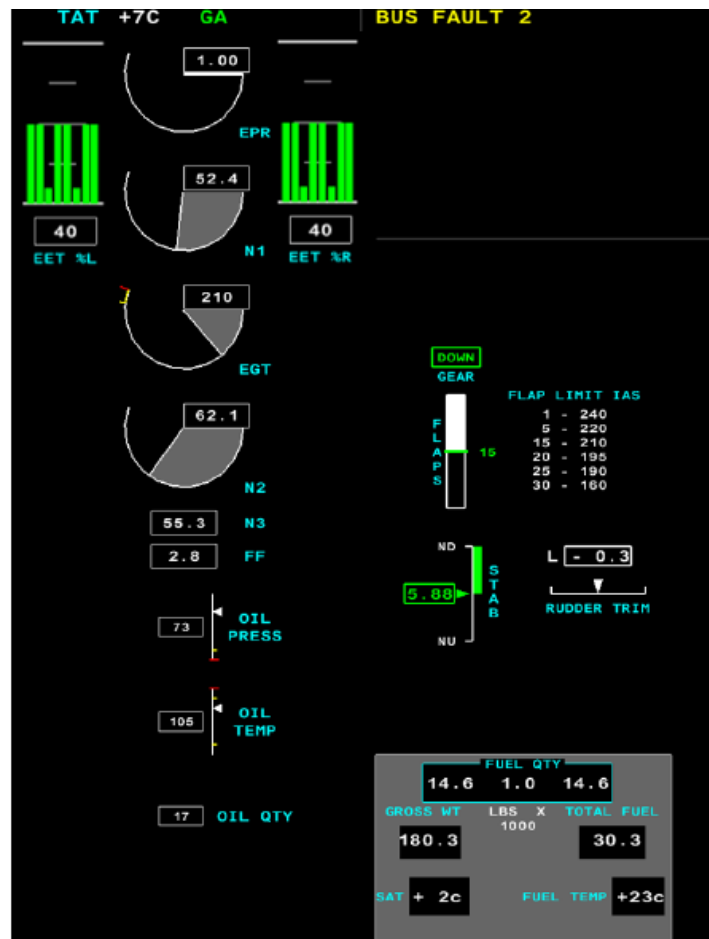 TAT +7C GA
BUS FAULT 2
1.00
EPR
52.4
N1
40
EET %L
40
EET %R
210
EGT
62.1
N2
55.3 N3
2.8 FF
73
OIL
PRESS
105
OIL
TEMP
17 OIL QTY
DOWN
GEAR
FLAPS
15
FLAP LIMIT IAS
1 - 240
5 - 220
15 - 210
20 - 195
25 - 190
30 - 160
ND
5.88
STAB
NU
L - 0.3
RUDDER TRIM
FUEL QTY
14.6 1.0 14.6
GROSS WT LBS X TOTAL FUEL
1000
180.3 30.3
SAT + 2c FUEL TEMP +23c